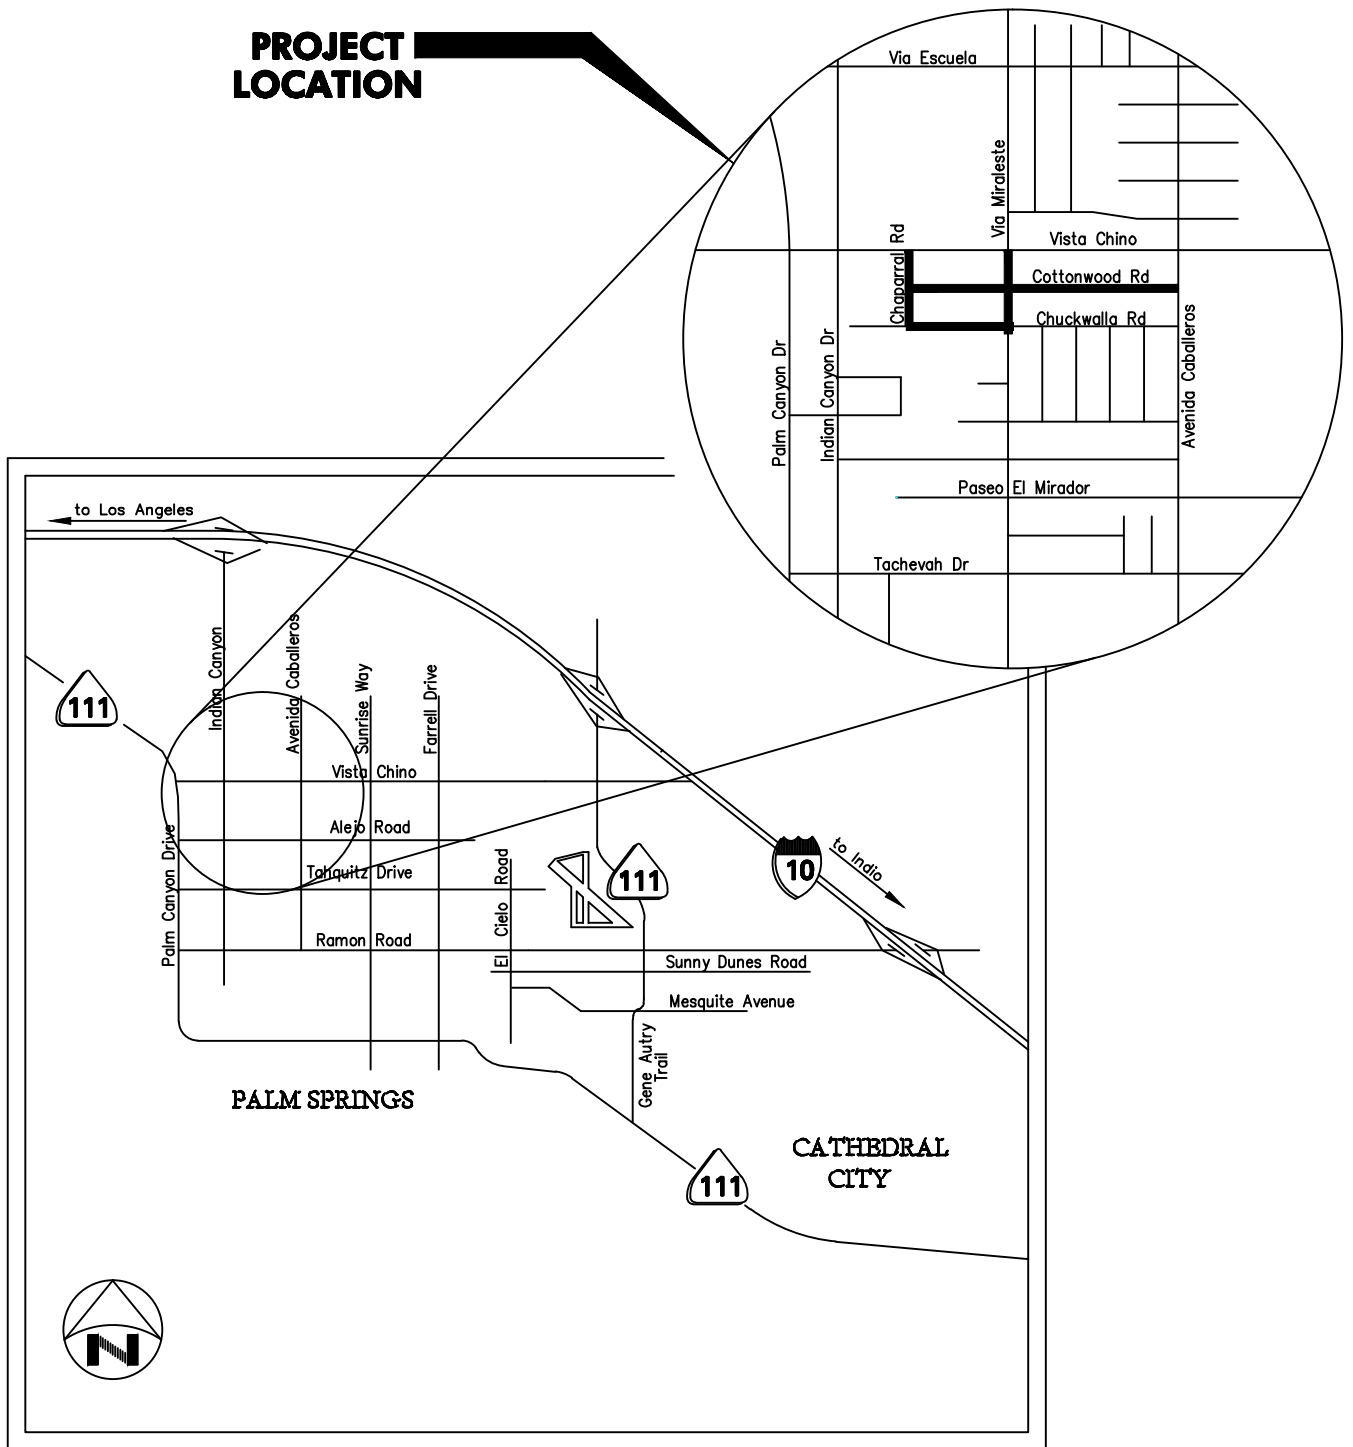 PROJECT
LOCATION
Via Escuela
Via Miraleste
Chaparral Rd
Vista Chino
Cottonwood Rd
Chuckwalla Rd
Palm Canyon Dr
Indian Canyon Dr
Avenida Caballeros
Paseo El Mirador
Tachevah Dr
to Los Angeles
111
Indian Canyon
Avenida Caballeros
Sunrise Way
Farrell Drive
Vista Chino
Alejo Road
Tahquitz Drive
Palm Canyon Drive
Ramon Road
El Cielo Road
111
10
to Indio
Sunny Dunes Road
Mesquite Avenue
Gene Autry
Trail
PALM SPRINGS
CATHEDRAL
CITY
111
N